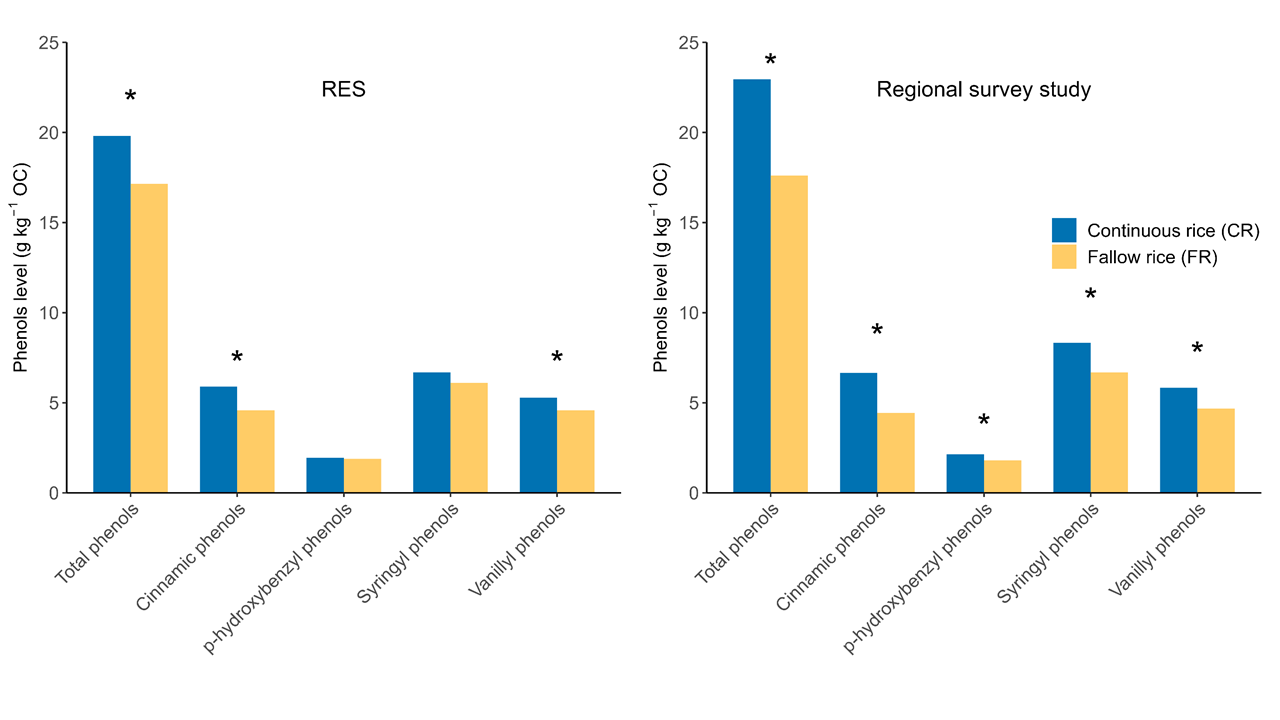 RES
Phenols level (g kg⁻¹ OC)
25
20
15
10
5
0
*
*
*
Total phenols
Cinnamic phenols
p-hydroxybenzyl phenols
Syringyl phenols
Vanillyl phenols
Regional survey study
Phenols level (g kg⁻¹ OC)
25
20
15
10
5
0
*
*
*
*
*
Continuous rice (CR)
Fallow rice (FR)
Total phenols
Cinnamic phenols
p-hydroxybenzyl phenols
Syringyl phenols
Vanillyl phenols